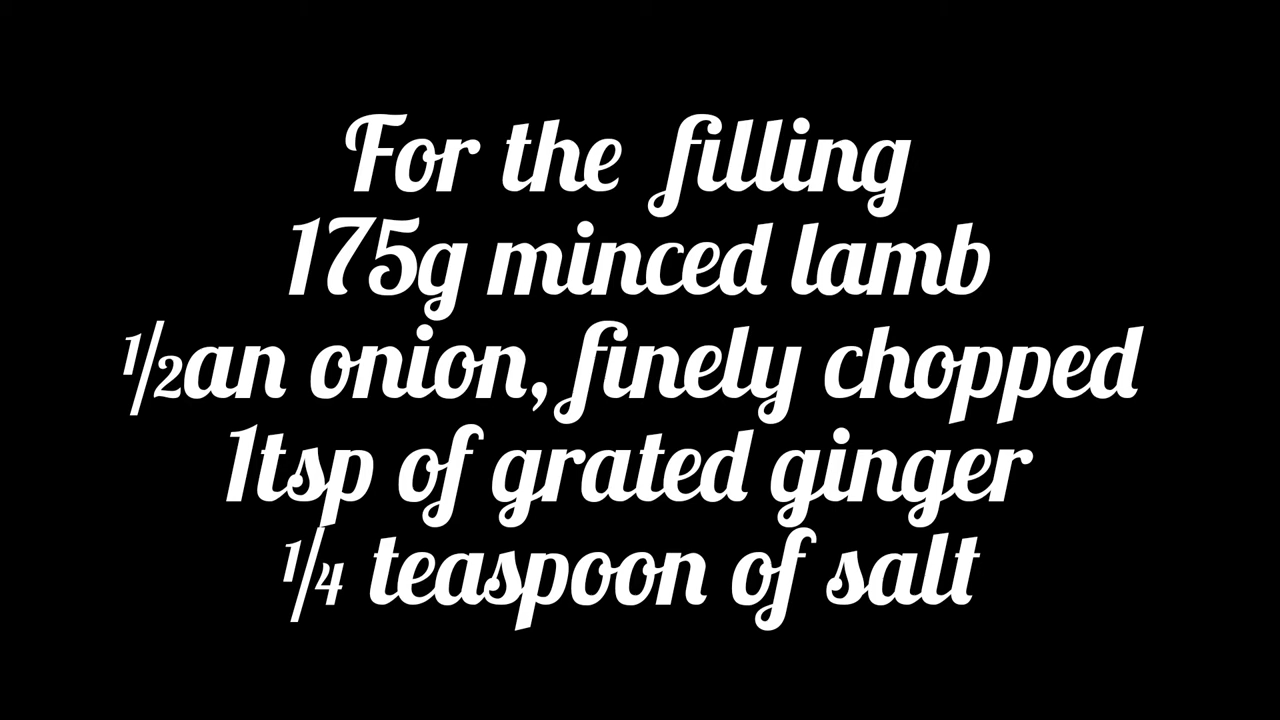 For the filling
175g minced lamb
½an onion, finely chopped
1tsp of grated ginger
¼ teaspoon of salt